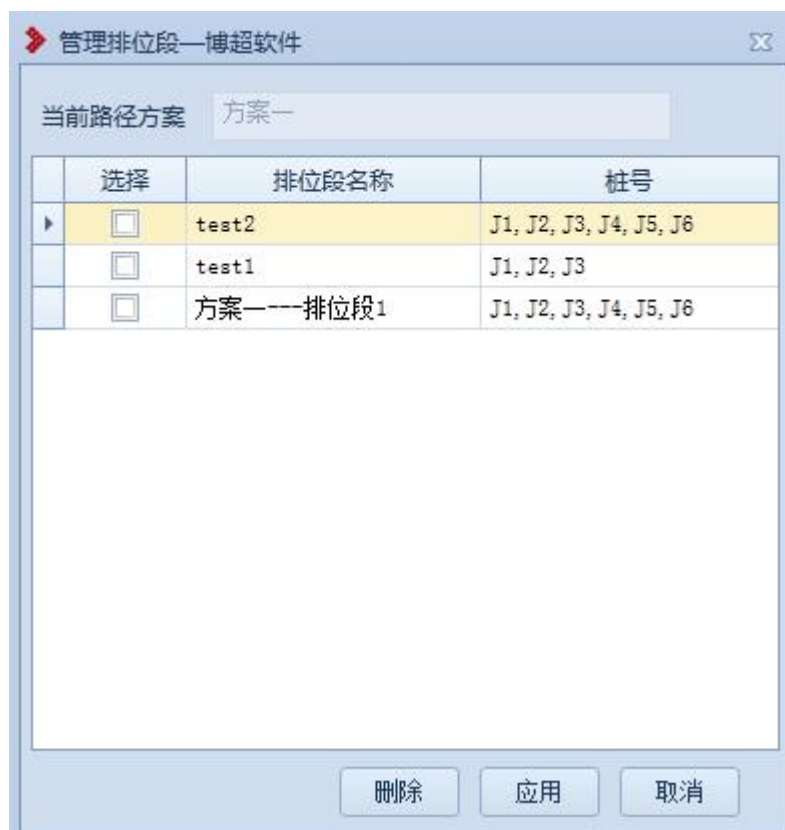 管理排位段—博超软件
当前路径方案 方案一
选择 排位段名称 桩号
test2 J1, J2, J3, J4, J5, J6
test1 J1, J2, J3
方案一---排位段1 J1, J2, J3, J4, J5, J6
删除 应用 取消